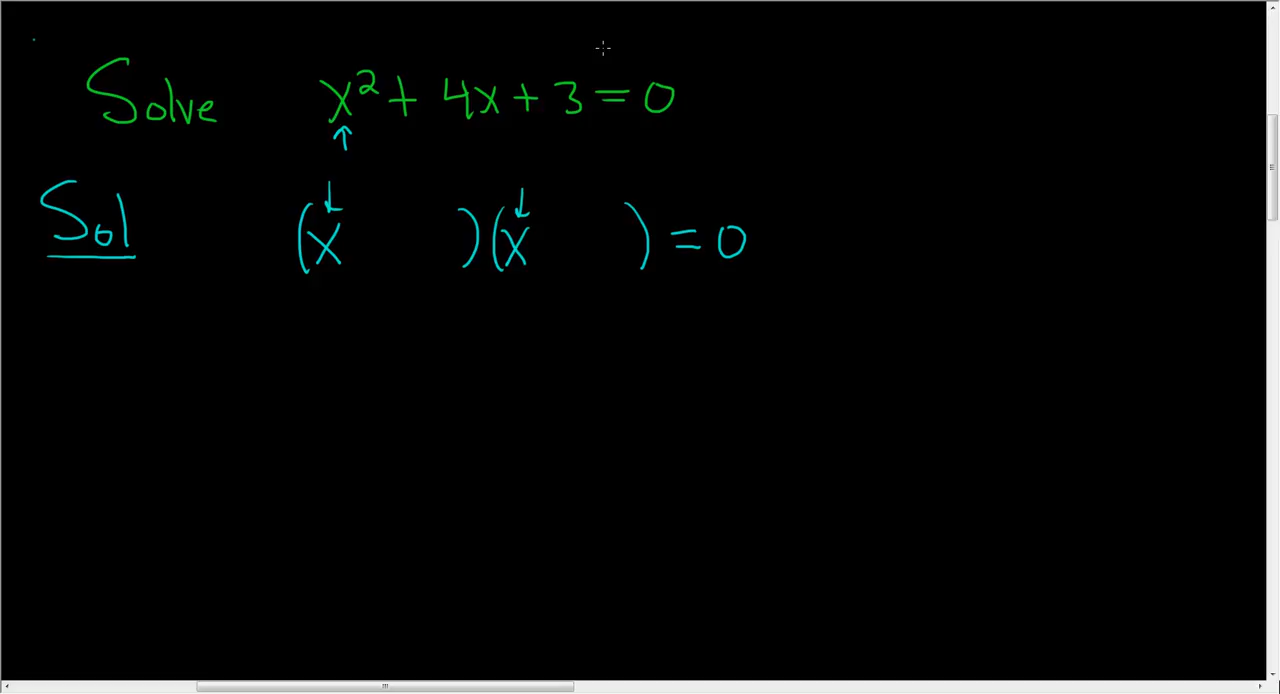 Solve x² + 4x + 3 = 0
Sol (x )(x ) = 0